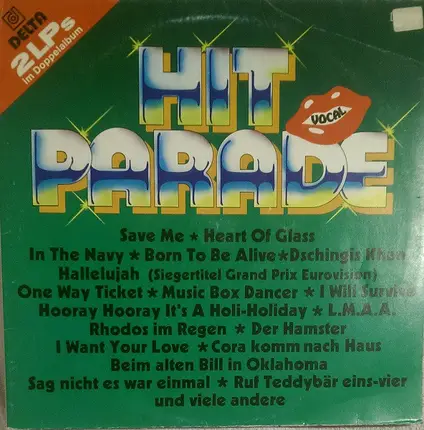 DELTA
2LPs
im Doppelalbum
HIT
VOCAL
PARADE
Save Me ★ Heart Of Glass
In The Navy ★ Born To Be Alive ★ Dschingis Khan
Hallelujah (Siegertitel Grand Prix Eurovision)
One Way Ticket ★ Music Box Dancer ★ I Will Survive
Hooray Hooray It's A Holi-Holiday ★ L.M.A.A.
Rhodos im Regen ★ Der Hamster
I Want Your Love ★ Cora komm nach Haus
Beim alten Bill in Oklahoma
Sag nicht es war einmal ★ Ruf Teddybär eins-vier
und viele andere